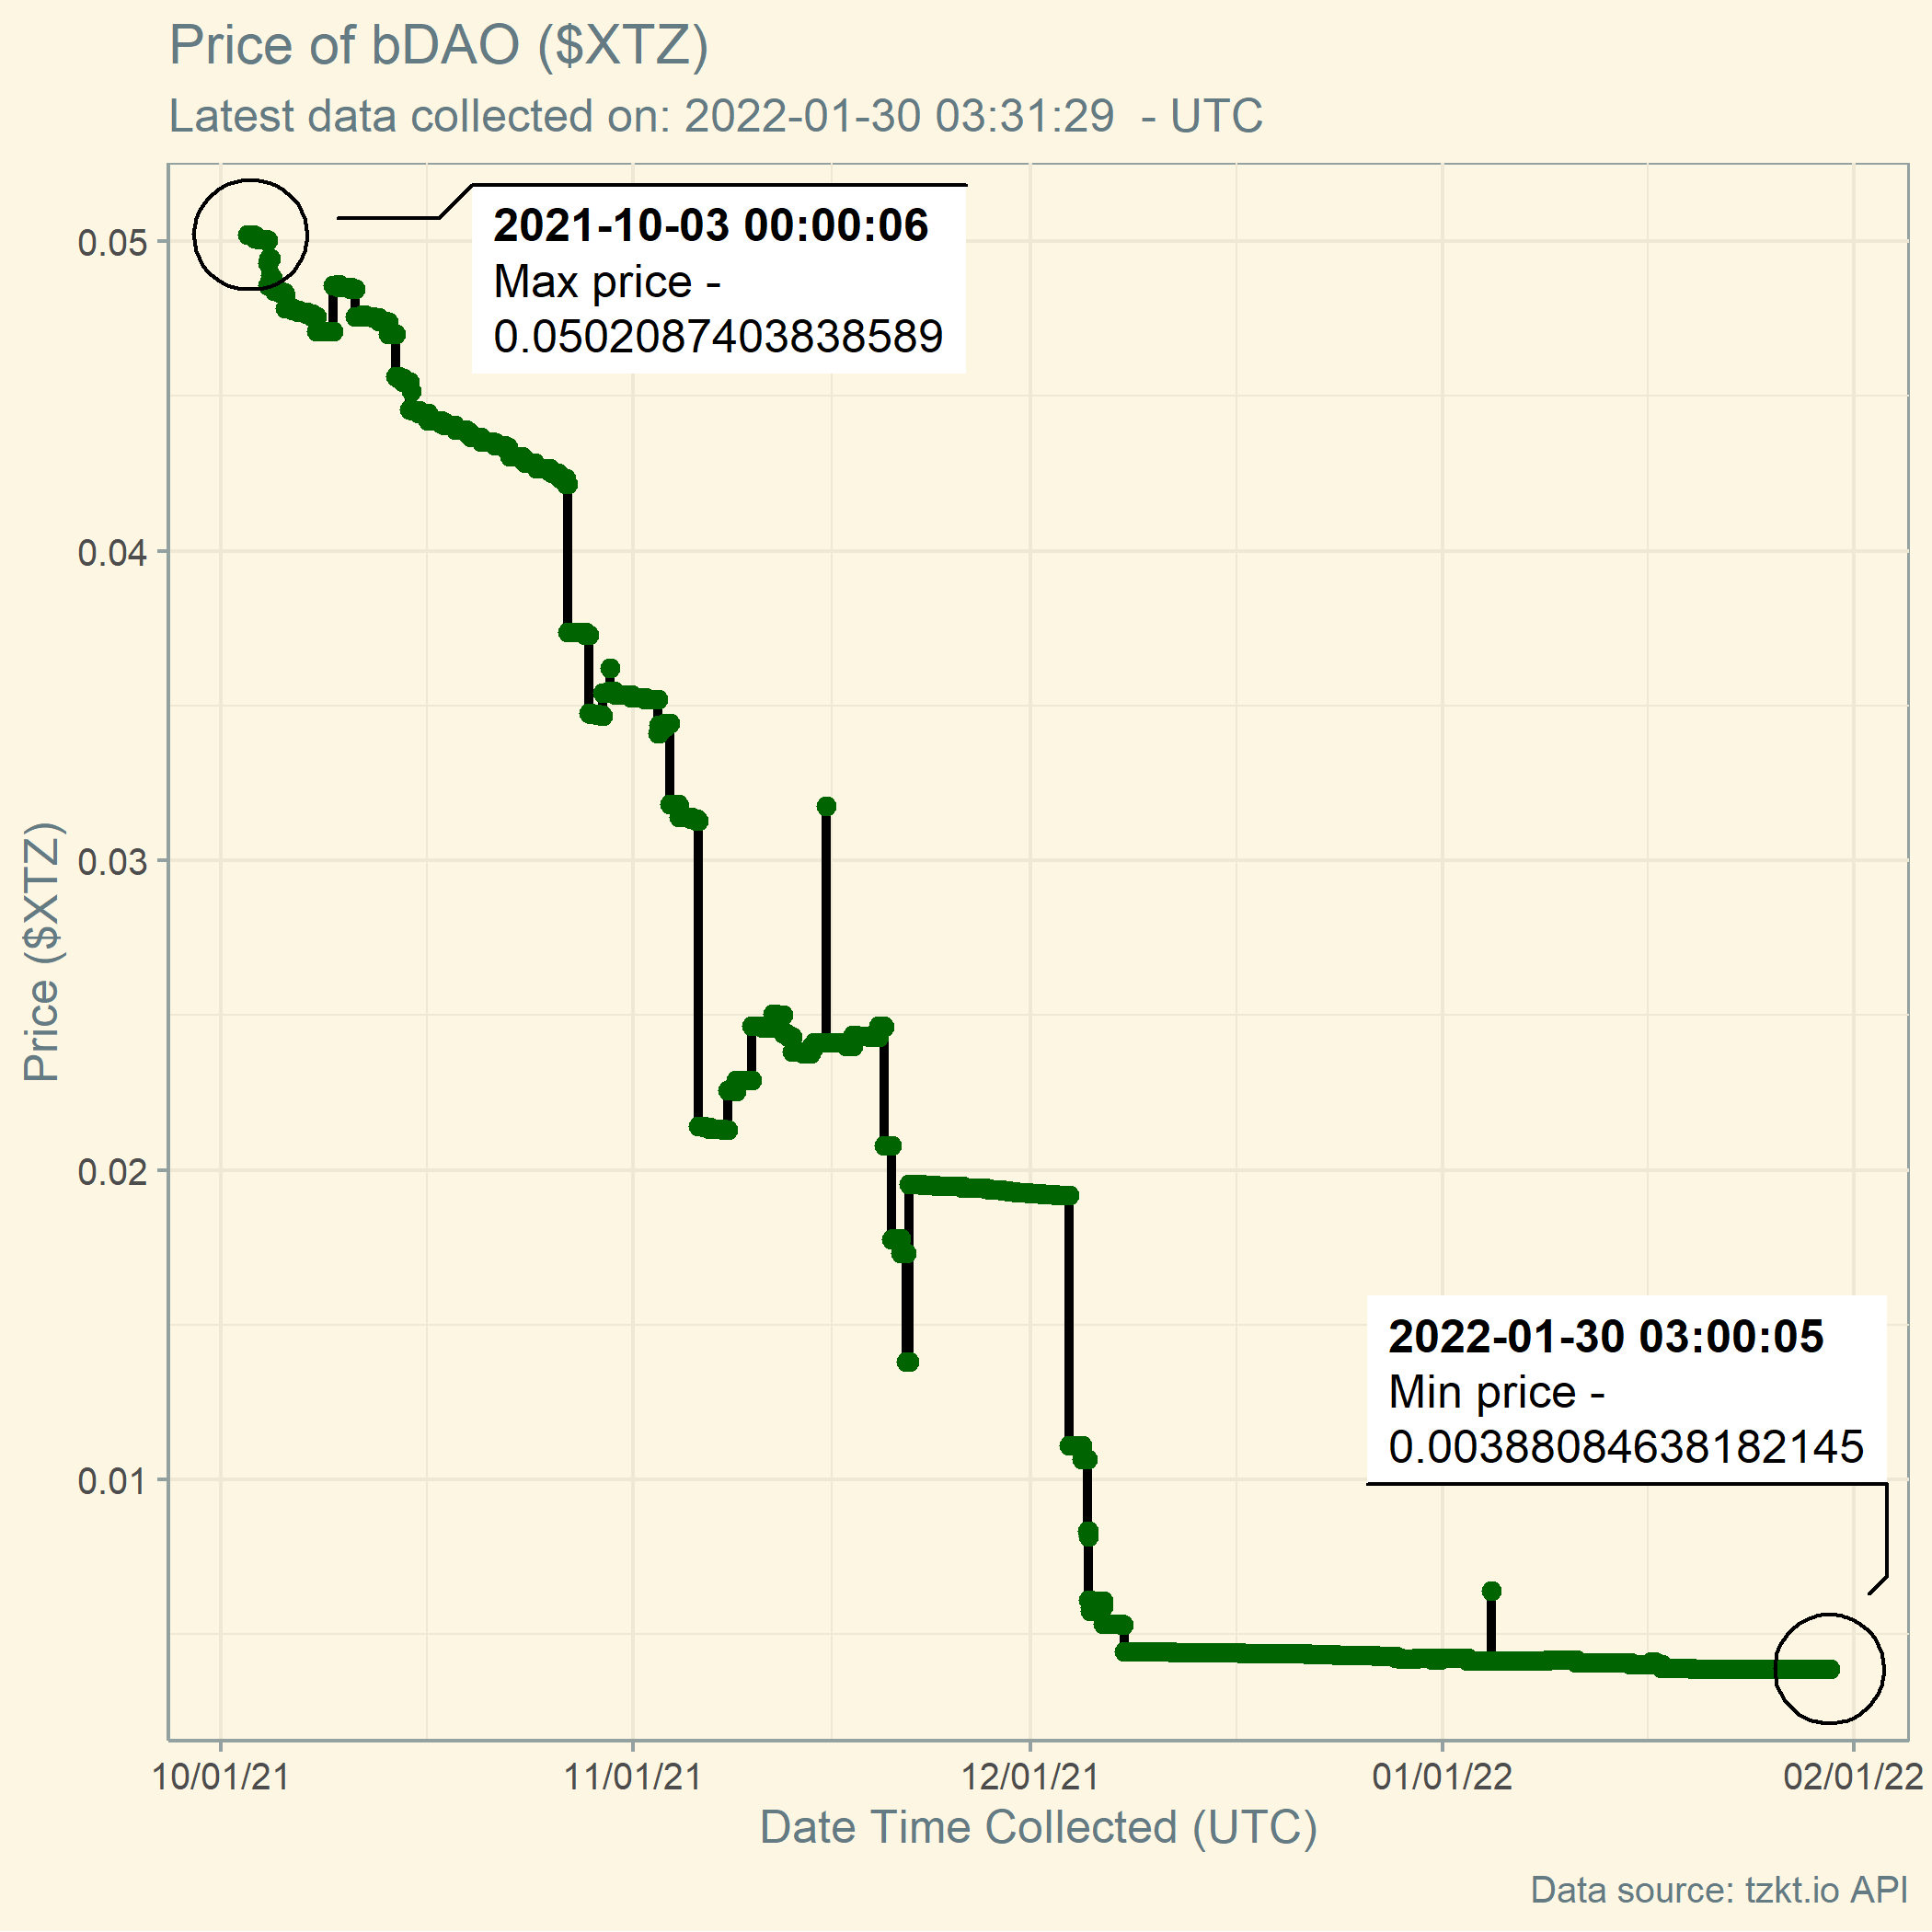 Price of bDAO ($XTZ)
Latest data collected on: 2022-01-30 03:31:29  - UTC
2021-10-03 00:00:06
Max price -
0.0502087403838589
0.05
0.04
0.03
0.02
0.01
Price ($XTZ)
2022-01-30 03:00:05
Min price -
0.00388084638182145
10/01/21
11/01/21
12/01/21
01/01/22
02/01/22
Date Time Collected (UTC)
Data source: tzkt.io API